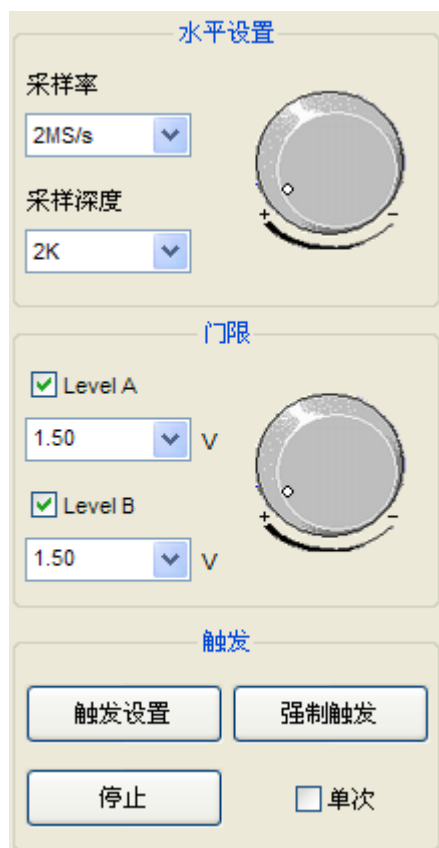 水平设置
采样率
2MS/s
采样深度
2K
+ -
门限
Level A
1.50 V
Level B
1.50 V
+ -
触发
触发设置 强制触发
停止 单次